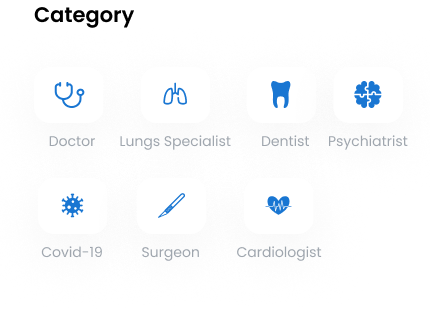 Category
Doctor Lungs Specialist Dentist Psychiatrist
Covid-19 Surgeon Cardiologist